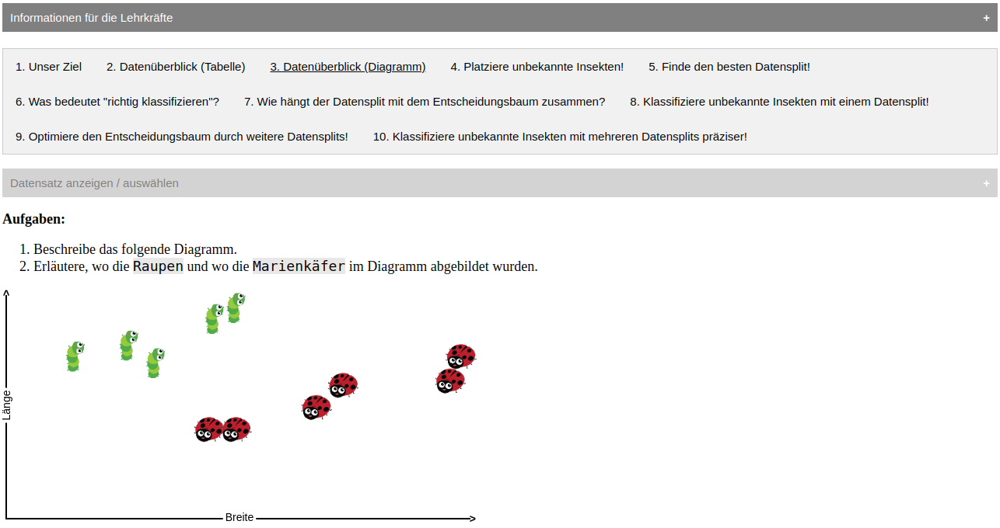 Informationen für die Lehrkräfte +
1. Unser Ziel 2. Datenüberblick (Tabelle) 3. Datenüberblick (Diagramm) 4. Platziere unbekannte Insekten! 5. Finde den besten Datensplit!
6. Was bedeutet "richtig klassifizieren"? 7. Wie hängt der Datensplit mit dem Entscheidungsbaum zusammen? 8. Klassifiziere unbekannte Insekten mit einem Datensplit!
9. Optimiere den Entscheidungsbaum durch weitere Datensplits! 10. Klassifiziere unbekannte Insekten mit mehreren Datensplits präziser!
Datensatz anzeigen / auswählen +
Aufgaben:
1. Beschreibe das folgende Diagramm.
2. Erläutere, wo die Raupen und wo die Marienkäfer im Diagramm abgebildet wurden.
Länge
Breite